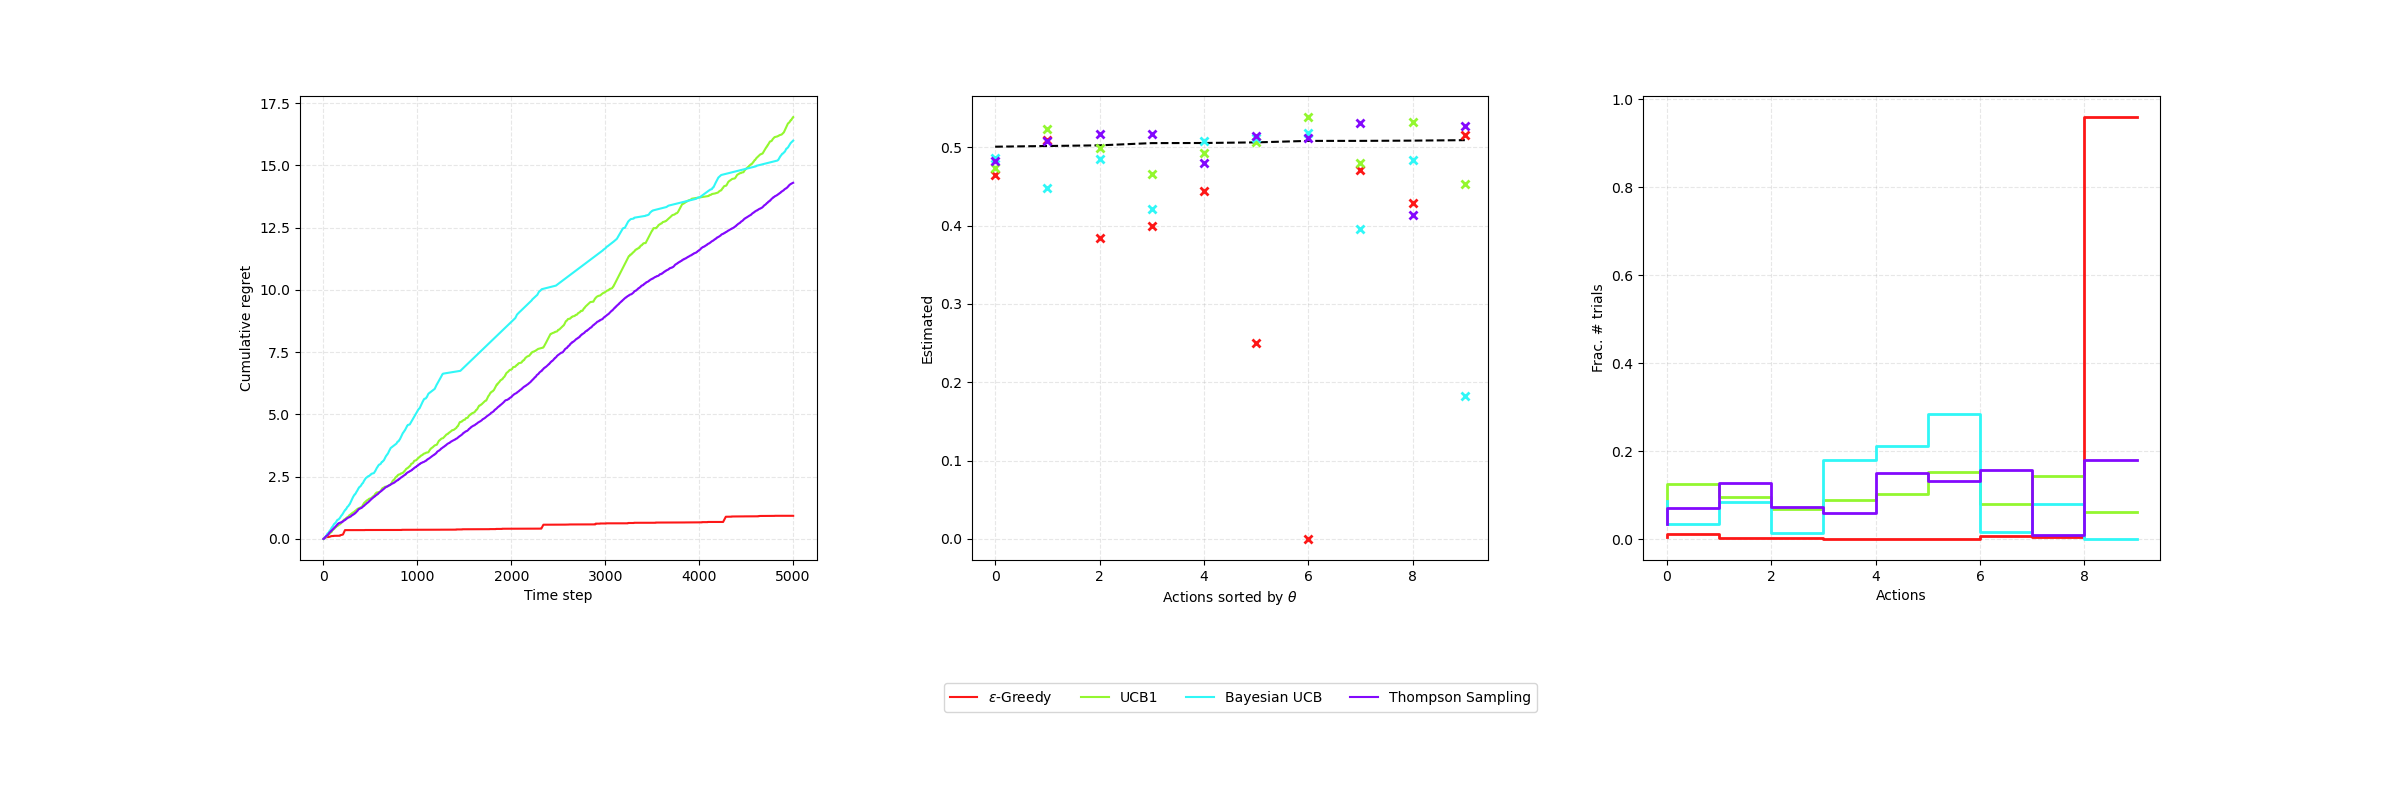 17.5
15.0
12.5
10.0
7.5
5.0
2.5
0.0
Cumulative regret
0 1000 2000 3000 4000 5000
Time step
0.5
0.4
0.3
0.2
0.1
0.0
Estimated
0 2 4 6 8
Actions sorted by θ
1.0
0.8
0.6
0.4
0.2
0.0
Frac. # trials
0 2 4 6 8
Actions
ε-Greedy UCB1 Bayesian UCB Thompson Sampling